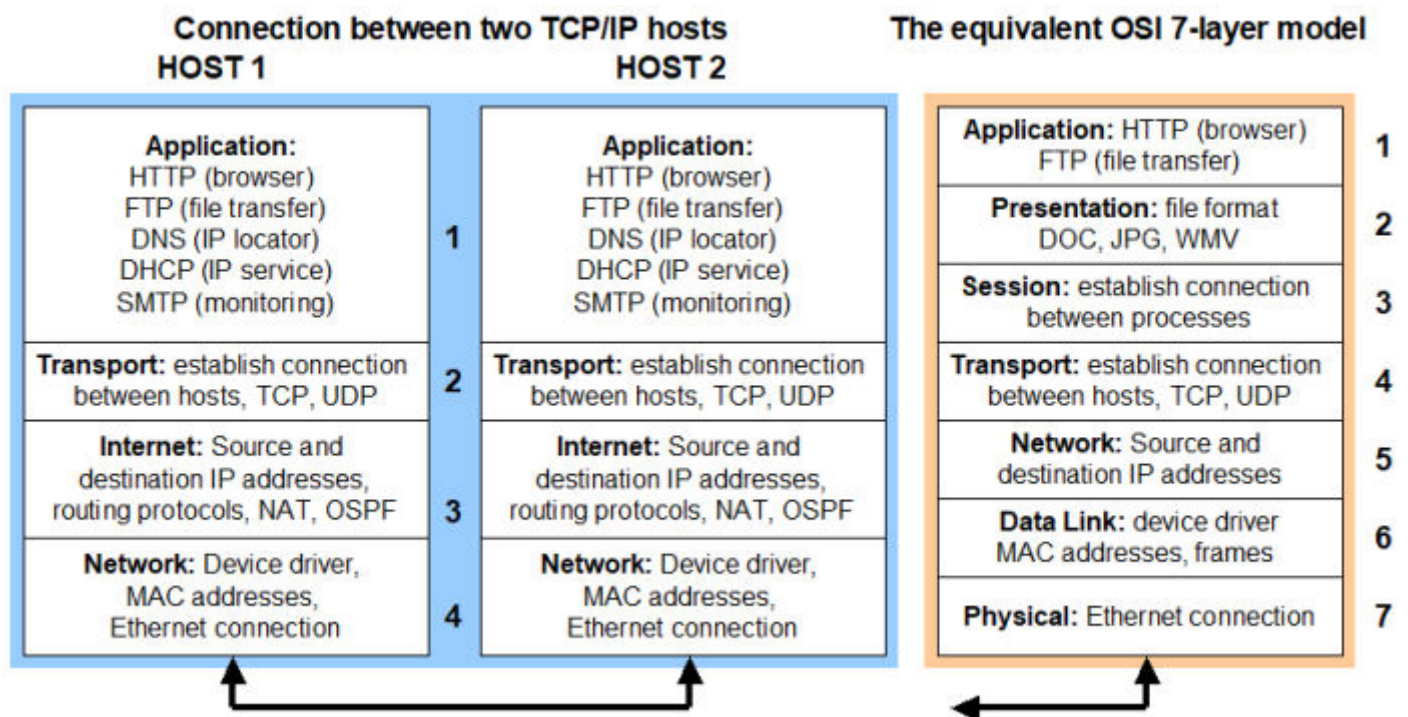 Connection between two TCP/IP hosts
HOST 1
HOST 2
Application:
HTTP (browser)
FTP (file transfer)
DNS (IP locator)
DHCP (IP service)
SMTP (monitoring)
1
Application:
HTTP (browser)
FTP (file transfer)
DNS (IP locator)
DHCP (IP service)
SMTP (monitoring)
Transport: establish connection
between hosts, TCP, UDP
2
Transport: establish connection
between hosts, TCP, UDP
Internet: Source and
destination IP addresses,
routing protocols, NAT, OSPF
3
Internet: Source and
destination IP addresses,
routing protocols, NAT, OSPF
Network: Device driver,
MAC addresses,
Ethernet connection
4
Network: Device driver,
MAC addresses,
Ethernet connection
The equivalent OSI 7-layer model
Application: HTTP (browser)
FTP (file transfer)
1
Presentation: file format
DOC, JPG, WMV
2
Session: establish connection
between processes
3
Transport: establish connection
between hosts, TCP, UDP
4
Network: Source and
destination IP addresses
5
Data Link: device driver
MAC addresses, frames
6
Physical: Ethernet connection
7